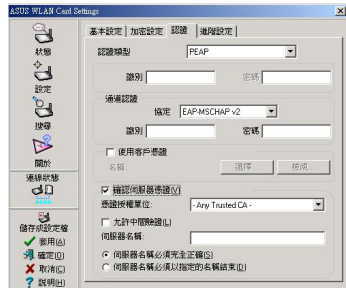 ASUS WLAN Card Settings
狀態
設定
搜尋
關於
連線狀態
儲存成設定檔
套用(A)
確定(O)
取消(C)
說明(H)
基本設定 加密設定 認證 進階設定
認證類型 PEAP
識別 密碼
通道認證
協定 EAP-MSCHAP v2
識別 密碼
使用客戶憑證
名稱: 選擇... 檢視...
確認伺服器憑證(V)
憑證授權單位: - Any Trusted CA -
允許中間驗證(L)
伺服器名稱:
伺服器名稱必須完全正確(S)
伺服器名稱必須以指定的名稱結束(D)